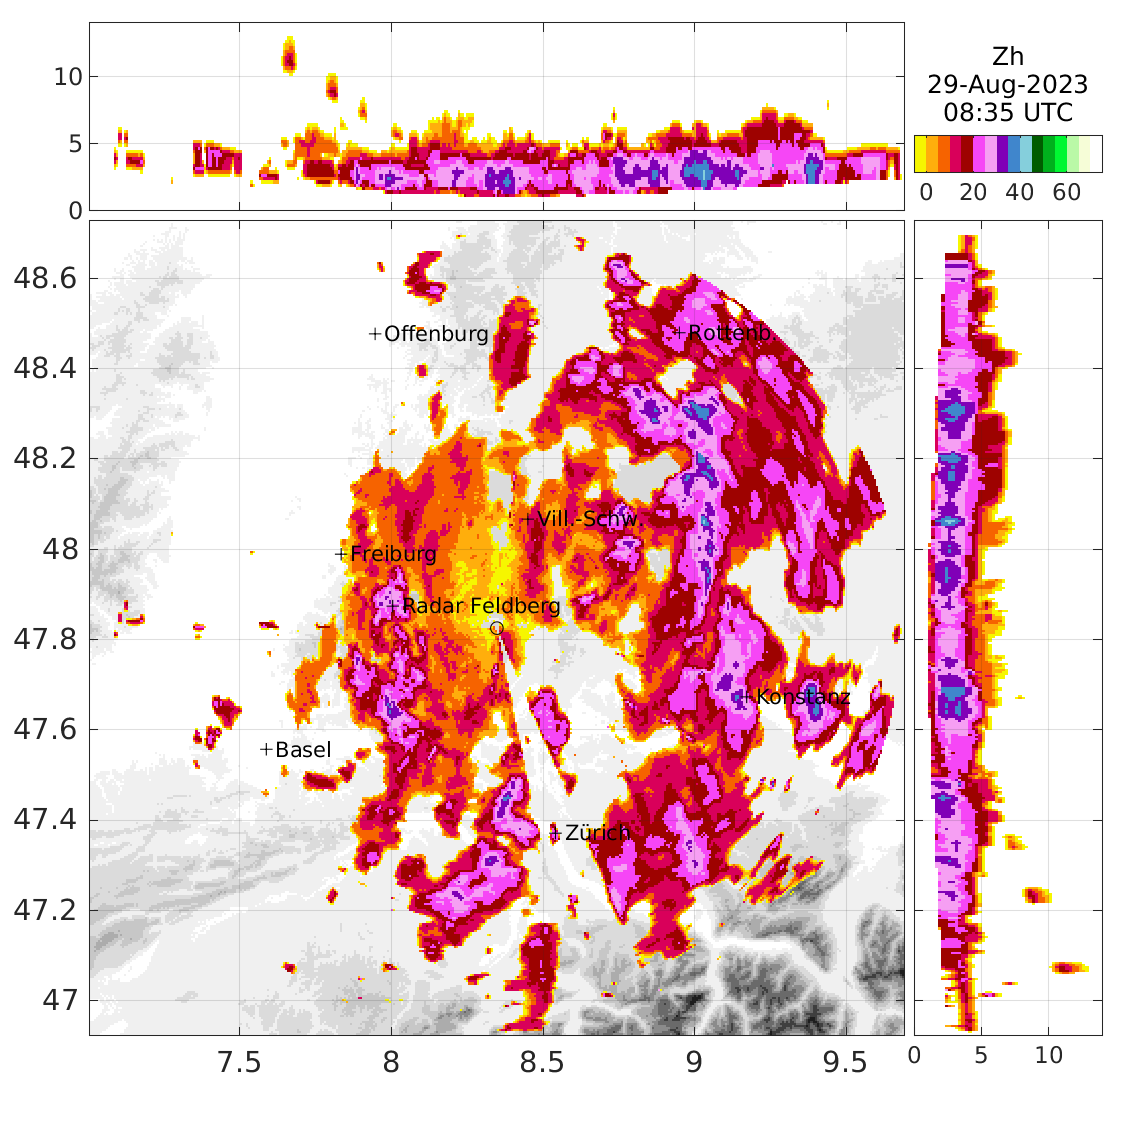 10
5
0
Zh
29-Aug-2023
08:35 UTC
0 20 40 60
48.6
48.4
48.2
48
47.8
47.6
47.4
47.2
47
+Offenburg
+Rottenb.
+Vill.-Schw.
+Freiburg
+Radar Feldberg
+Konstanz
+Basel
+Zürich
7.5 8 8.5 9 9.5
0 5 10